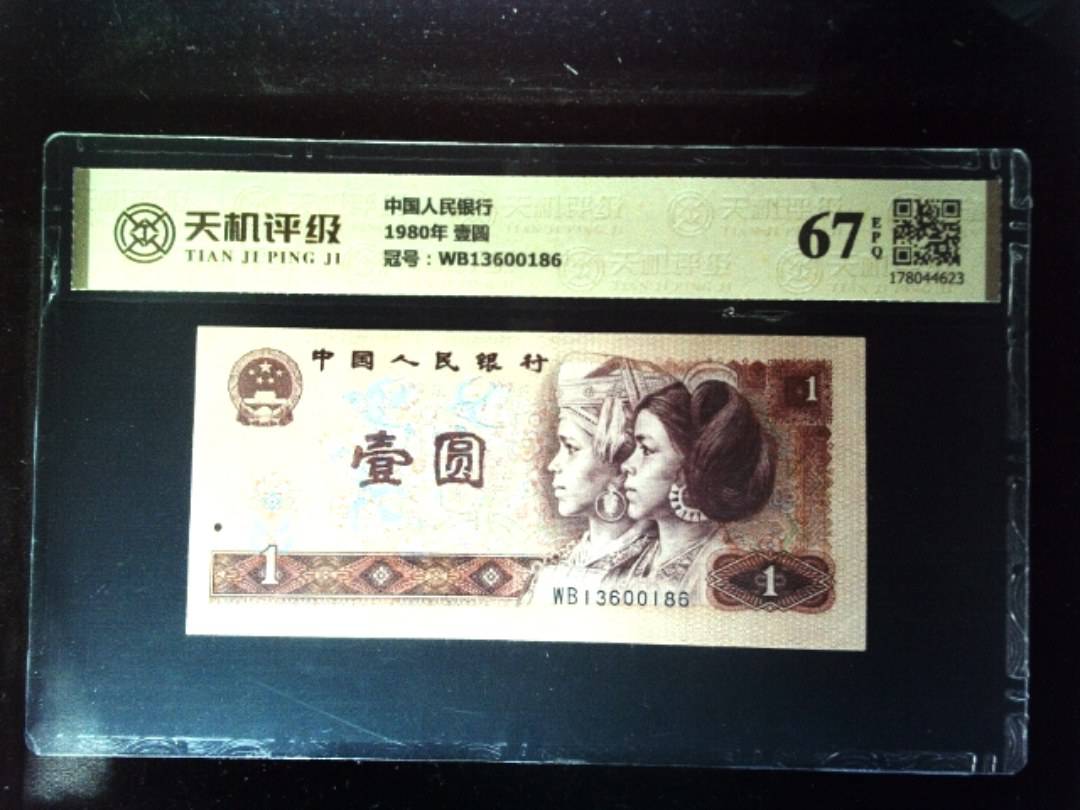 天机评级
TIAN JI PING JI
中国人民银行
1980年 壹圆
冠号：WB13600186
67
EPQ
178044623
中国人民银行
1
壹圆
1
WB13600186
1